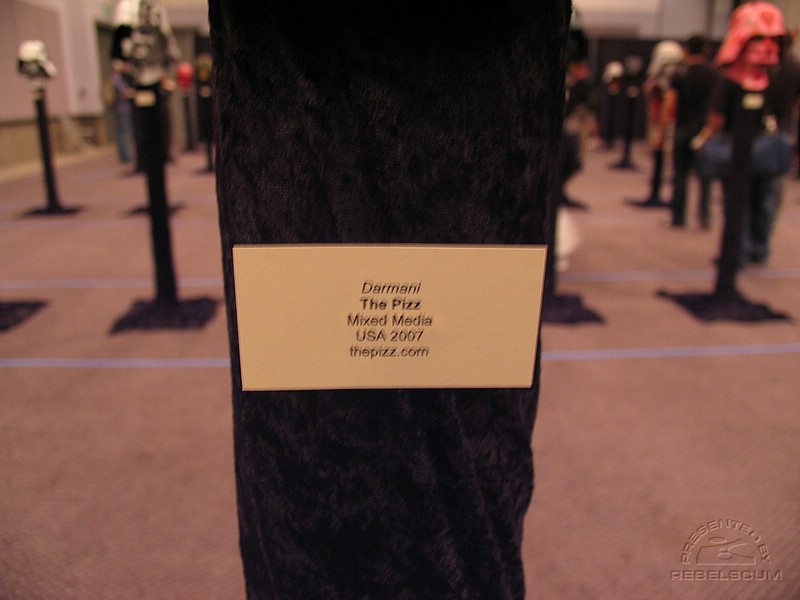 Darmani
The Pizz
Mixed Media
USA 2007
thepizz.com
PRESENTED BY
REBELSCUM